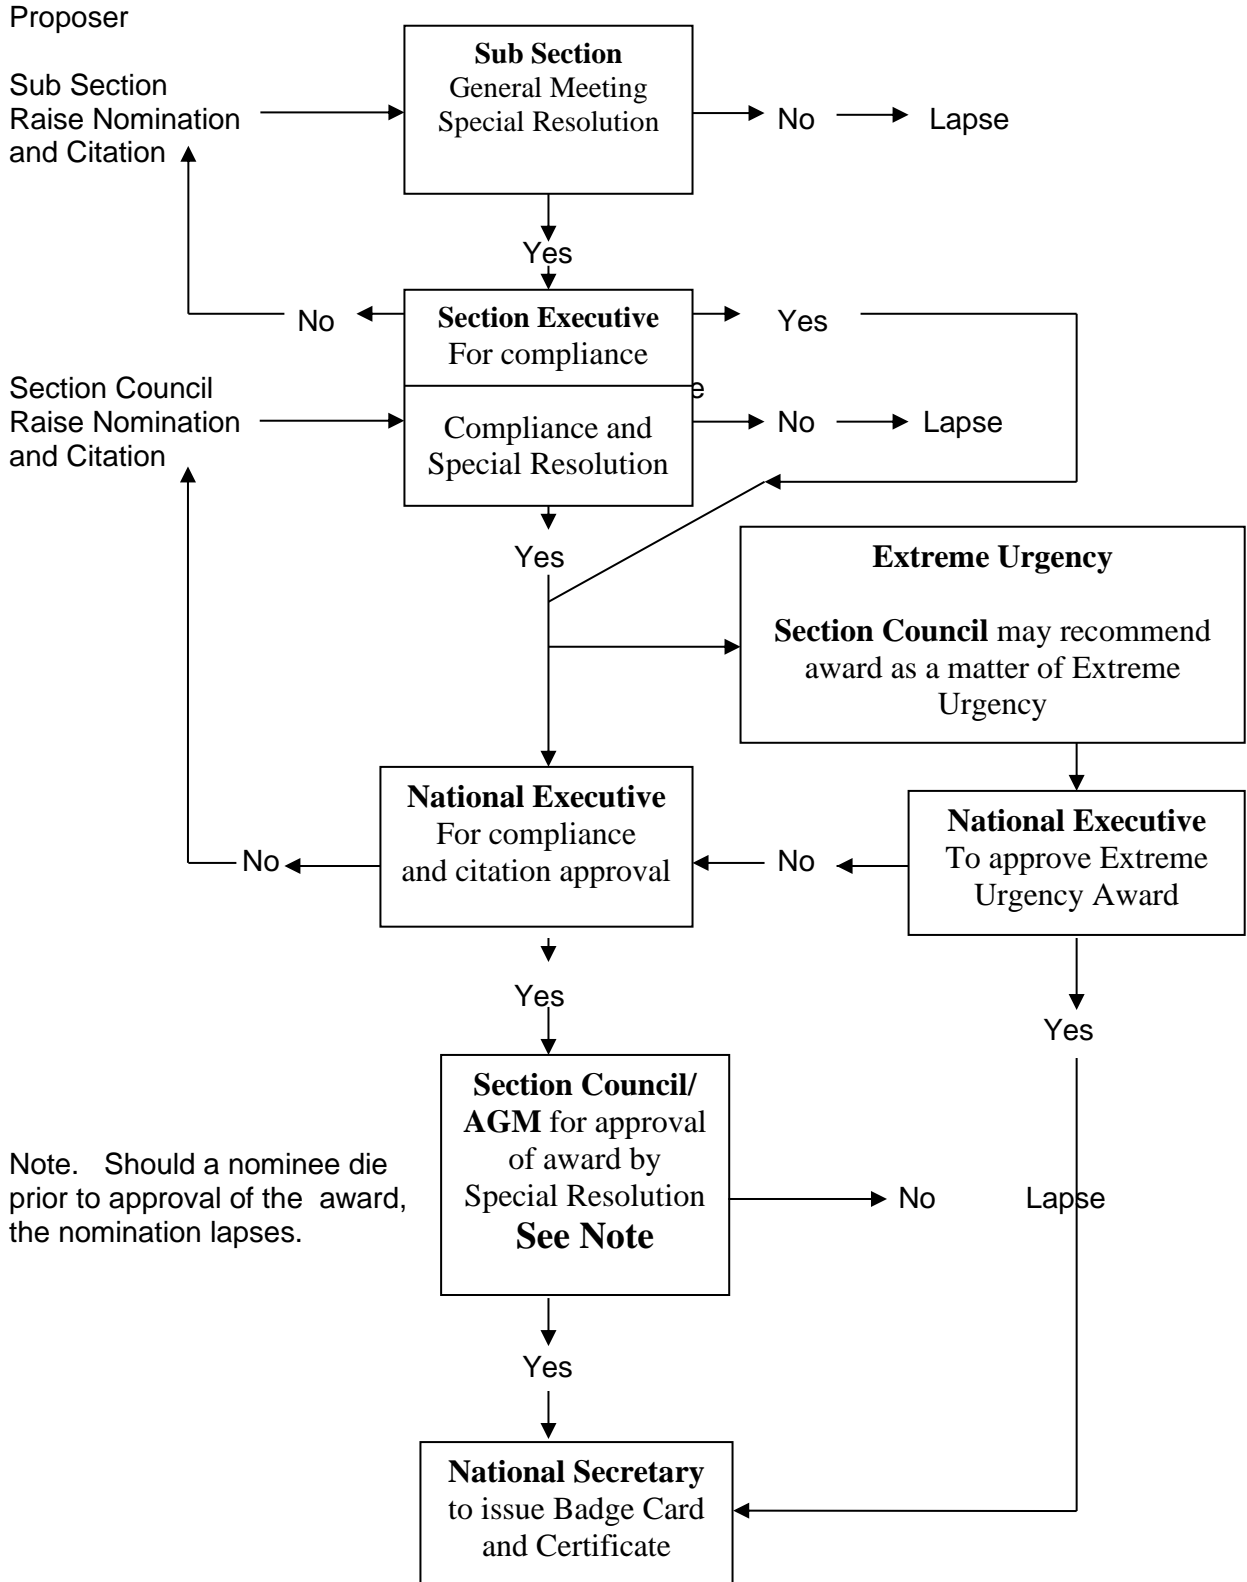 Proposer
Sub Section
General Meeting
Special Resolution
Sub Section
Raise Nomination
and Citation
No
Lapse
Yes
Section Executive
For compliance
No
Yes
Section Council
Raise Nomination
and Citation
e
Compliance and
Special Resolution
No
Lapse
Yes
Extreme Urgency
Section Council may recommend
award as a matter of Extreme
Urgency
National Executive
For compliance
and citation approval
No
No
National Executive
To approve Extreme
Urgency Award
Yes
Yes
Section Council/
AGM for approval
of award by
Special Resolution
See Note
Note. Should a nominee die
prior to approval of the award,
the nomination lapses.
No
Lapse
Yes
National Secretary
to issue Badge Card
and Certificate